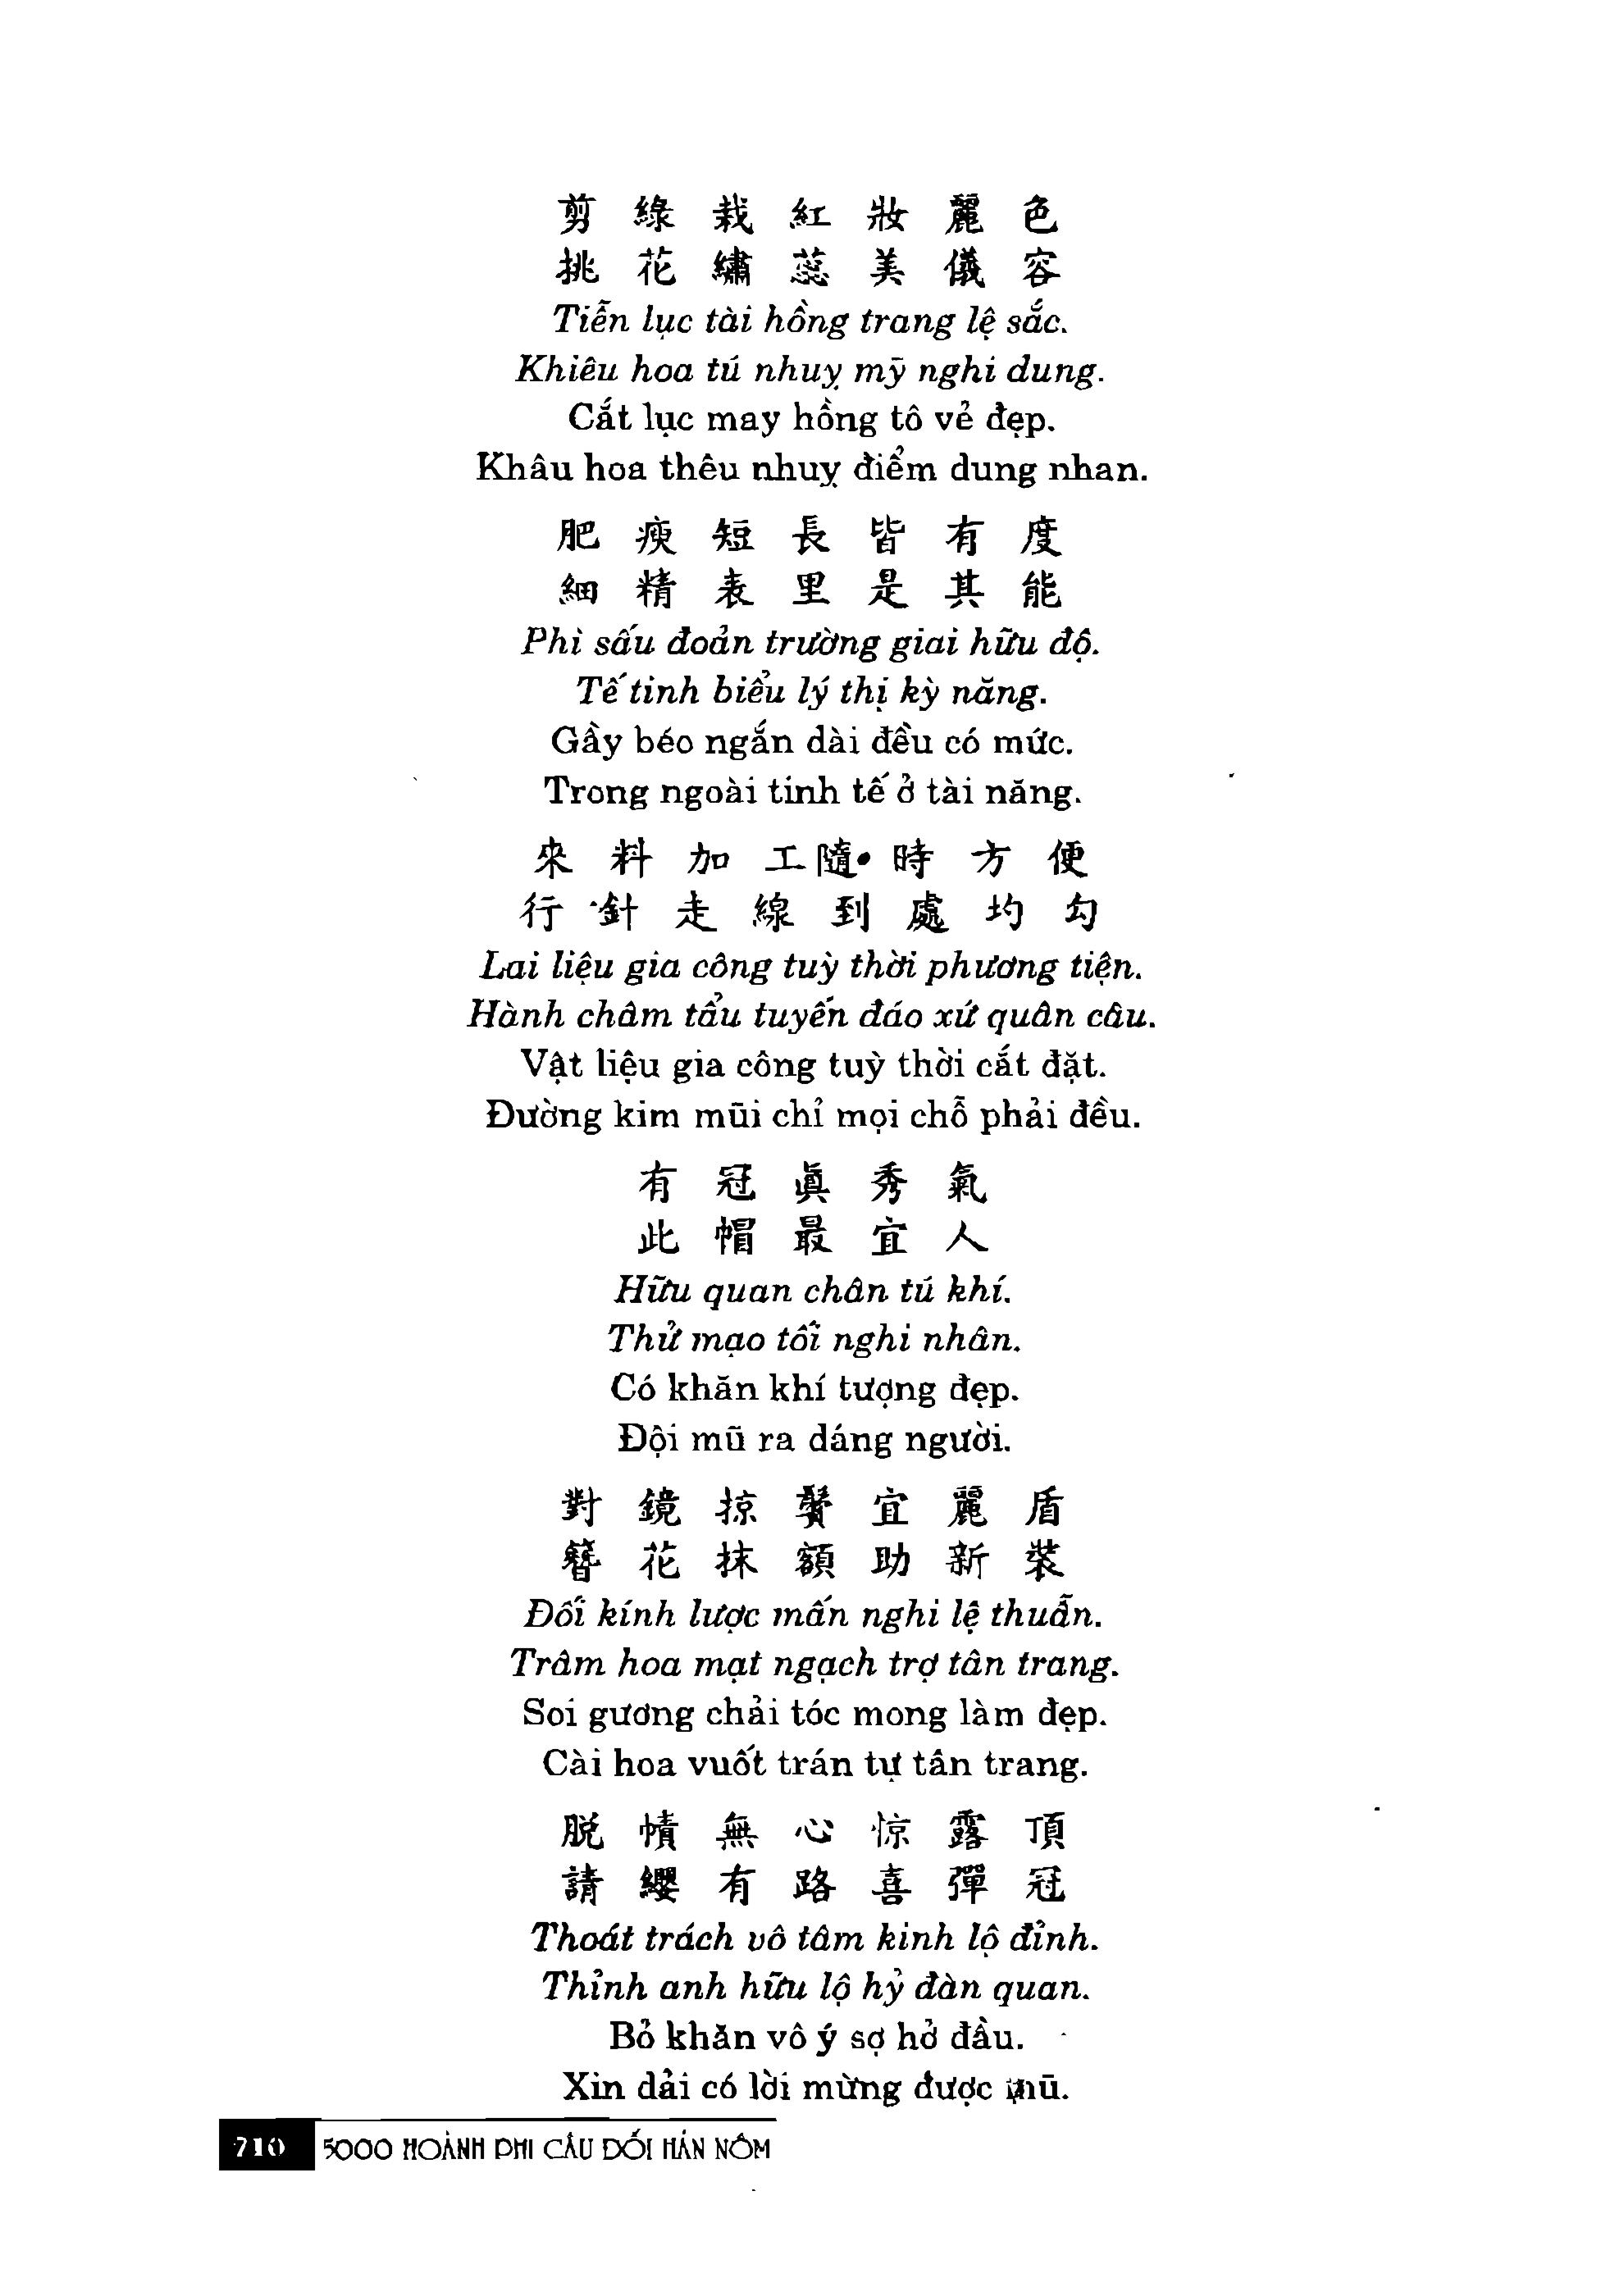 剪綠栽紅妝麗色
挑花繡蕊美儀容
Tiễn lục tài hồng trang lệ sắc.
Khiêu hoa tú nhuỵ mỹ nghi dung.
Cắt lục may hồng tô vẻ đẹp.
Khâu hoa thêu nhuỵ điểm dung nhan.
肥瘐短長皆有度
細精表里是其能
Phì sấu đoản trường giai hữu độ.
Tế tinh biểu lý thị kỳ năng.
Gầy béo ngắn dài đều có mức.
Trong ngoài tinh tế ở tài năng.
來料加工隨時方便
行針走線到處圴勾
Lai liệu gia công tuỳ thời phương tiện.
Hành châm tẩu tuyến đáo xứ quân câu.
Vật liệu gia công tuỳ thời cắt đặt.
Đường kim mũi chỉ mọi chỗ phải đều.
有冠眞秀氣
此帽最宜人
Hữu quan chân tú khí.
Thử mạo tối nghi nhân.
Có khăn khí tượng đẹp.
Đội mũ ra dáng người.
對鏡掠鬢宜麗盾
簪花抹額助新裝
Đối kính lược mấn nghi lệ thuẫn.
Trâm hoa mạt ngạch trợ tân trang.
Soi gương chải tóc mong làm đẹp.
Cài hoa vuốt trán tự tân trang.
脱幘無心惊露頂
請纓有路喜彈冠
Thoát trách vô tâm kinh lộ đỉnh.
Thỉnh anh hữu lộ hỷ đàn quan.
Bỏ khăn vô ý sợ hở đầu.
Xin dải có lời mừng được mũ.
710 5000 HOÀNH PHI CÂU ĐỐI HÁN NÔM